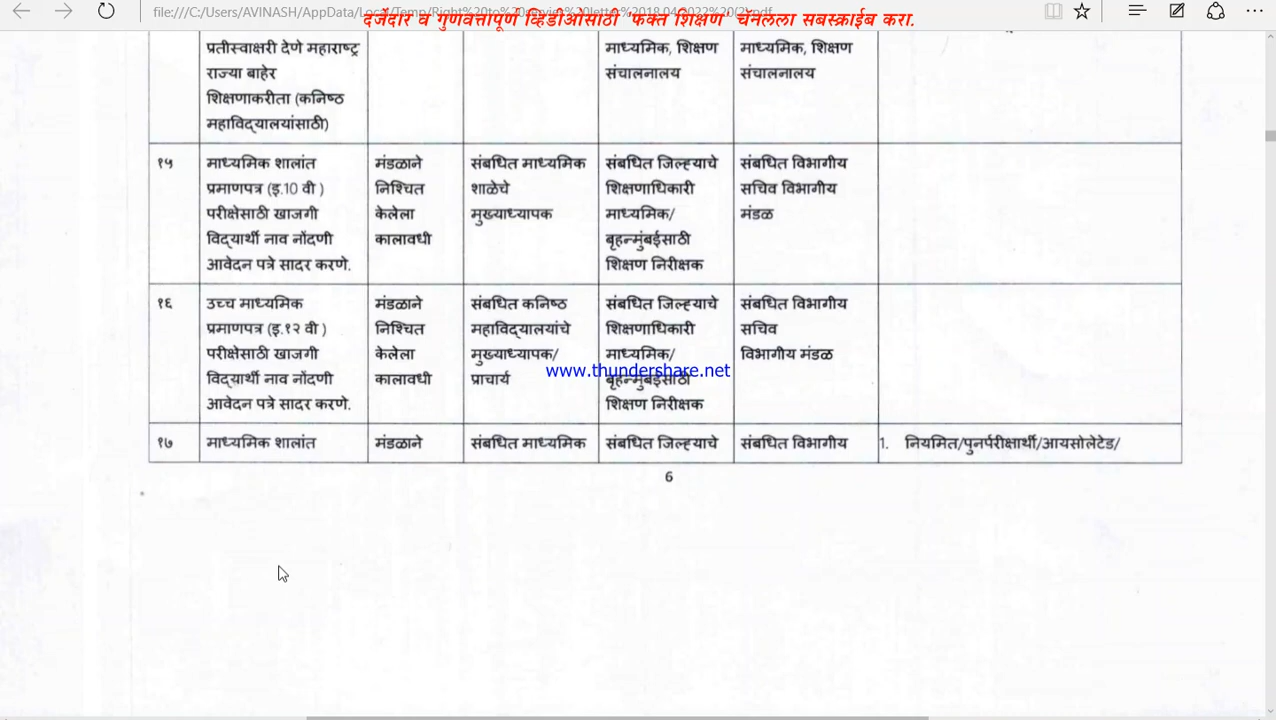 दर्जेदार व गुणवत्तापूर्ण व्हिडीओसाठी फक्त शिक्षण चॅनलला सबस्क्राईब करा.
प्रतीस्वाक्षरी देणे महाराष्ट्र
राज्या बाहेर
शिक्षणाकरीता (कनिष्ठ
महाविद्यालयांसाठी)
माध्यमिक, शिक्षण
संचालनालय
माध्यमिक, शिक्षण
संचालनालय
१५
माध्यमिक शालांत
प्रमाणपत्र (इ.10 वी )
परीक्षेसाठी खाजगी
विद्यार्थी नाव नोंदणी
आवेदन पत्रे सादर करणे.
मंडळाने
निश्चित
केलेला
कालावधी
संबधित माध्यमिक
शाळेचे
मुख्याध्यापक
संबधित जिल्ह्याचे
शिक्षणाधिकारी
माध्यमिक/
बृहन्मुंबईसाठी
शिक्षण निरीक्षक
संबधित विभागीय
सचिव विभागीय
मंडळ
१६
उच्च माध्यमिक
प्रमाणपत्र (इ.१२ वी )
परीक्षेसाठी खाजगी
विद्यार्थी नाव नोंदणी
आवेदन पत्रे सादर करणे.
मंडळाने
निश्चित
केलेला
कालावधी
संबधित कनिष्ठ
महाविद्यालयांचे
मुख्याध्यापक/
प्राचार्य
संबधित जिल्ह्याचे
शिक्षणाधिकारी
माध्यमिक/
बृहन्मुंबईसाठी
शिक्षण निरीक्षक
संबधित विभागीय
सचिव
विभागीय मंडळ
www.thundershare.net
१७
माध्यमिक शालांत
मंडळाने
संबधित माध्यमिक
संबधित जिल्ह्याचे
संबधित विभागीय
1. नियमित/पुनर्परीक्षार्थी/आयसोलेटेड/
6